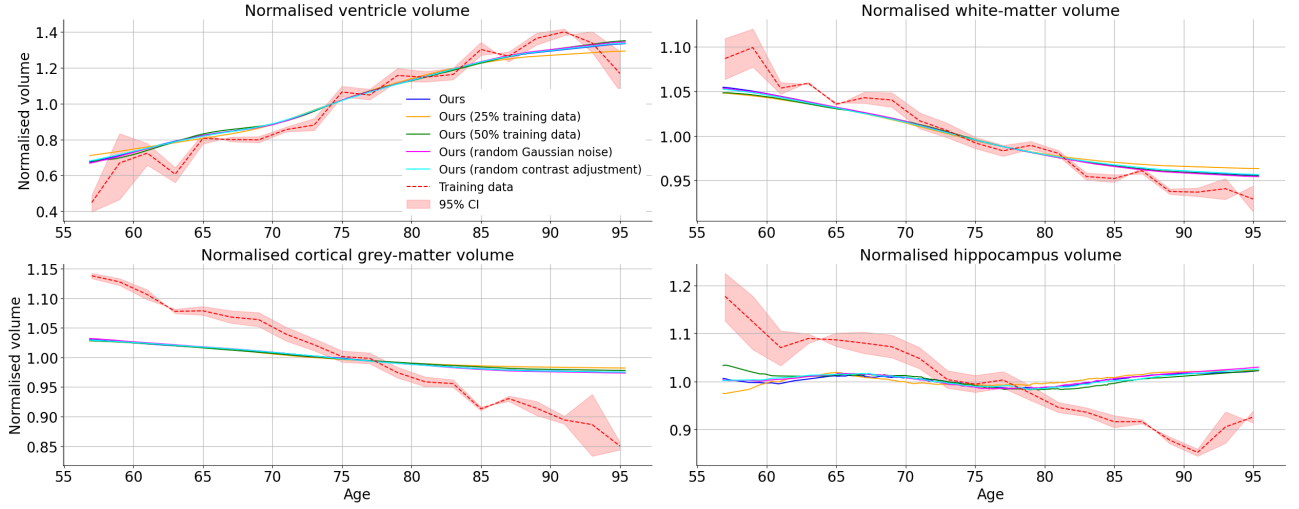 Normalised ventricle volume
Normalised volume
1.4
1.2
1.0
0.8
0.6
0.4
Ours
Ours (25% training data)
Ours (50% training data)
Ours (random Gaussian noise)
Ours (random contrast adjustment)
Training data
95% CI
55 60 65 70 75 80 85 90 95
Normalised white-matter volume
1.10
1.05
1.00
0.95
55 60 65 70 75 80 85 90 95
Normalised cortical grey-matter volume
Normalised volume
1.15
1.10
1.05
1.00
0.95
0.90
0.85
55 60 65 70 75 80 85 90 95
Age
Normalised hippocampus volume
1.2
1.1
1.0
0.9
55 60 65 70 75 80 85 90 95
Age